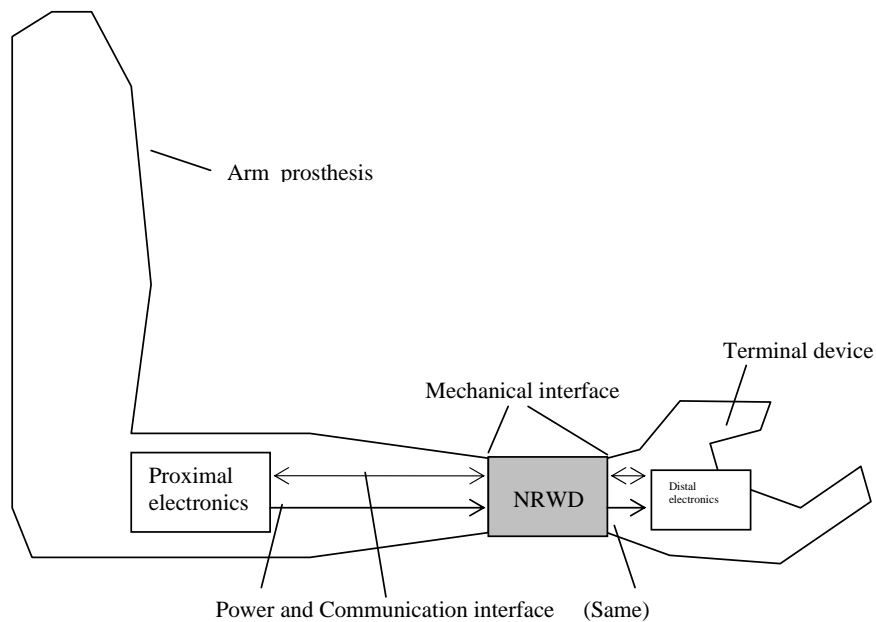 Arm prosthesis
Terminal device
Mechanical interface
Proximal
electronics
NRWD
Distal
electronics
Power and Communication interface
(Same)